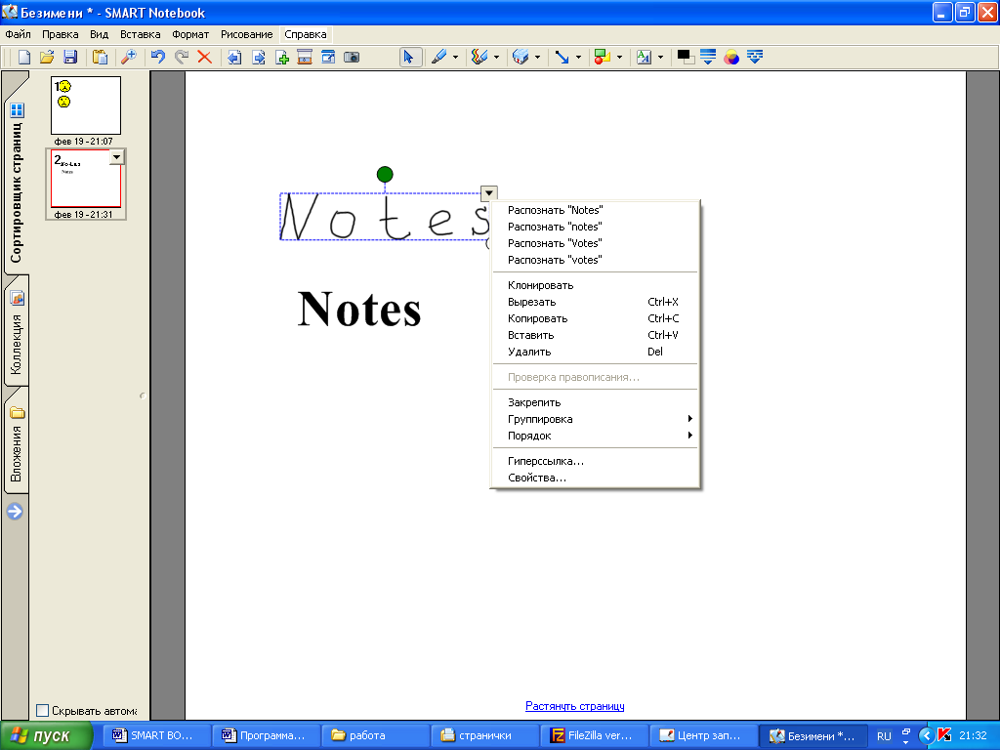 Безимени * - SMART Notebook
Файл Правка Вид Вставка Формат Рисование Справка
Сортировщик страниц
Коллекция
Вложения
1
фев 19 - 21:07
2 Notes
Notes
фев 19 - 21:31
Скрывать автома
Notes
Notes
Распознать "Notes"
Распознать "notes"
Распознать "Votes"
Распознать "votes"
Клонировать
Вырезать Ctrl+X
Копировать Ctrl+C
Вставить Ctrl+V
Удалить Del
Проверка правописания...
Закрепить
Группировка
Порядок
Гиперссылка...
Свойства...
Растянуть страницу
пуск SMART BO... Программа... работа странички FileZilla ver... Центр зап... Безимени *... RU 21:32